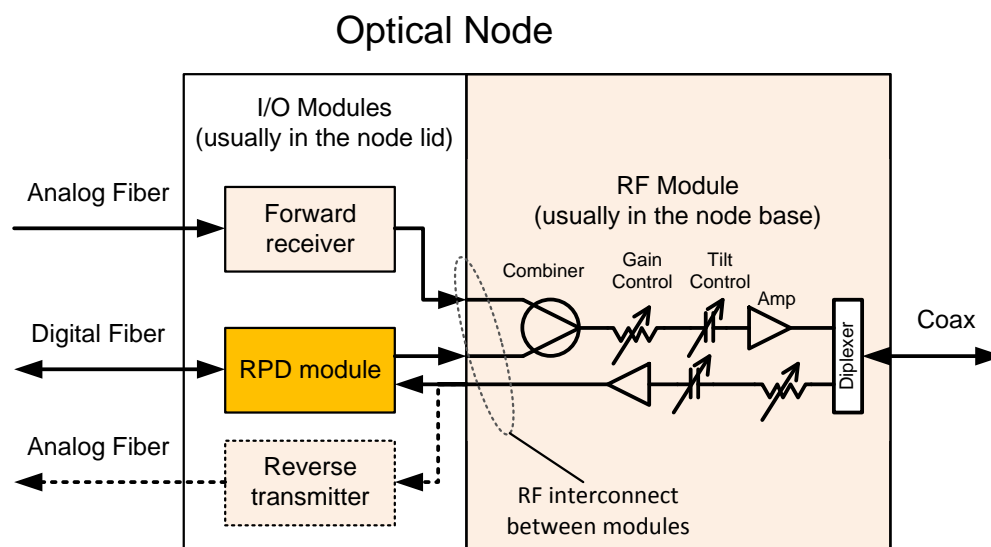 Optical Node
I/O Modules
(usually in the node lid)
Analog Fiber
Forward
receiver
Digital Fiber
RPD module
Analog Fiber
Reverse
transmitter
RF Module
(usually in the node base)
Combiner
Gain
Control
Tilt
Control
Amp
Diplexer
Coax
RF interconnect
between modules